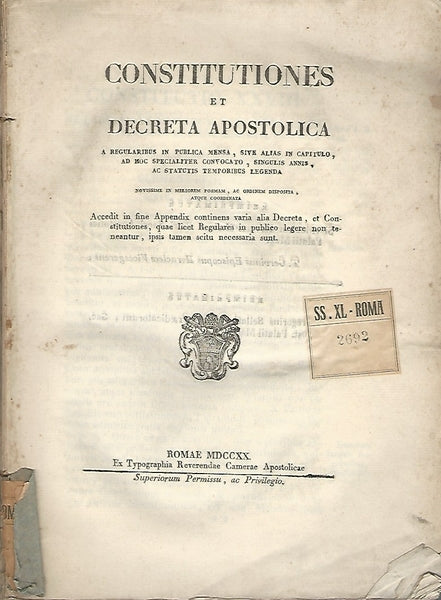 CONSTITUTIONES
ET
DECRETA APOSTOLICA
A REGULARIBUS IN PUBLICA MENSA, SIVE ALIAS IN CAPITULO,
AD HOC SPECIALITER CONVOCATO, SINGULIS ANNIS,
AC STATUTIS TEMPORIBUS LEGENDA
NOVISSIME IN MELIOREM FORMAM, AC ORDINEM DISPOSITA,
ATQUE COORDINATA
Accedit in fine Appendix continens varia alia Decreta, et Con-
stitutiones, quae licet Regulares in publico legere non te-
neantur, ipsis tamen scitu necessaria sunt.
SS. XL - ROMA
2692
ROMAE MDCCXX.
Ex Typographia Reverendae Camerae Apostolicae
Superiorum Permissu, ac Privilegio.